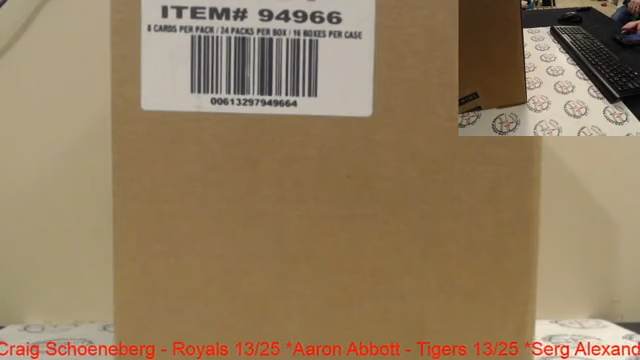 ITEM# 94966
8 CARDS PER PACK / 24 PACKS PER BOX / 16 BOXES PER CASE
00613297949664
Craig Schoeneberg - Royals 13/25 *Aaron Abbott - Tigers 13/25 *Serg Alexand